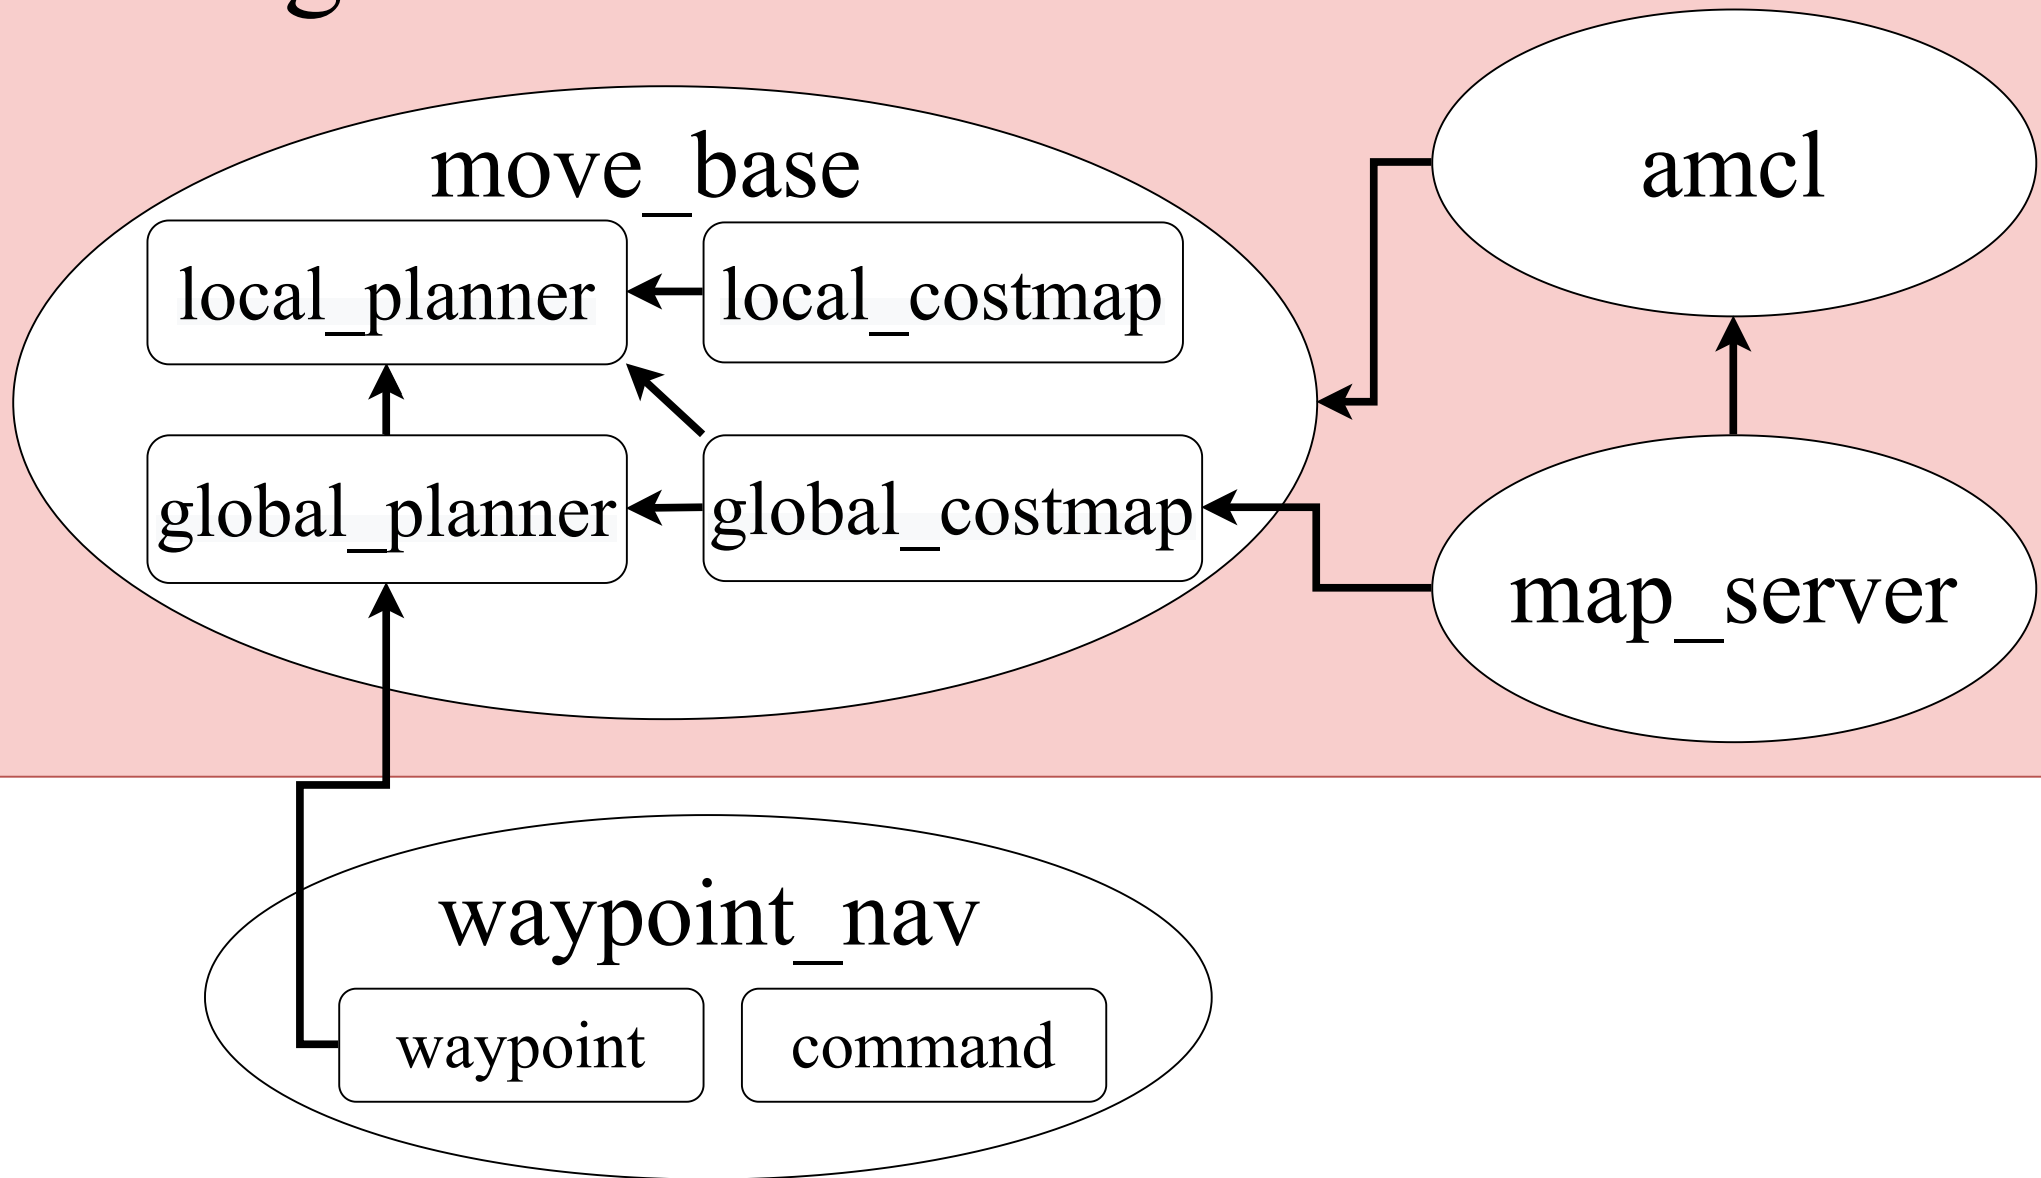 move_base
amcl
local_planner
local_costmap
global_planner
global_costmap
map_server
waypoint_nav
waypoint
command